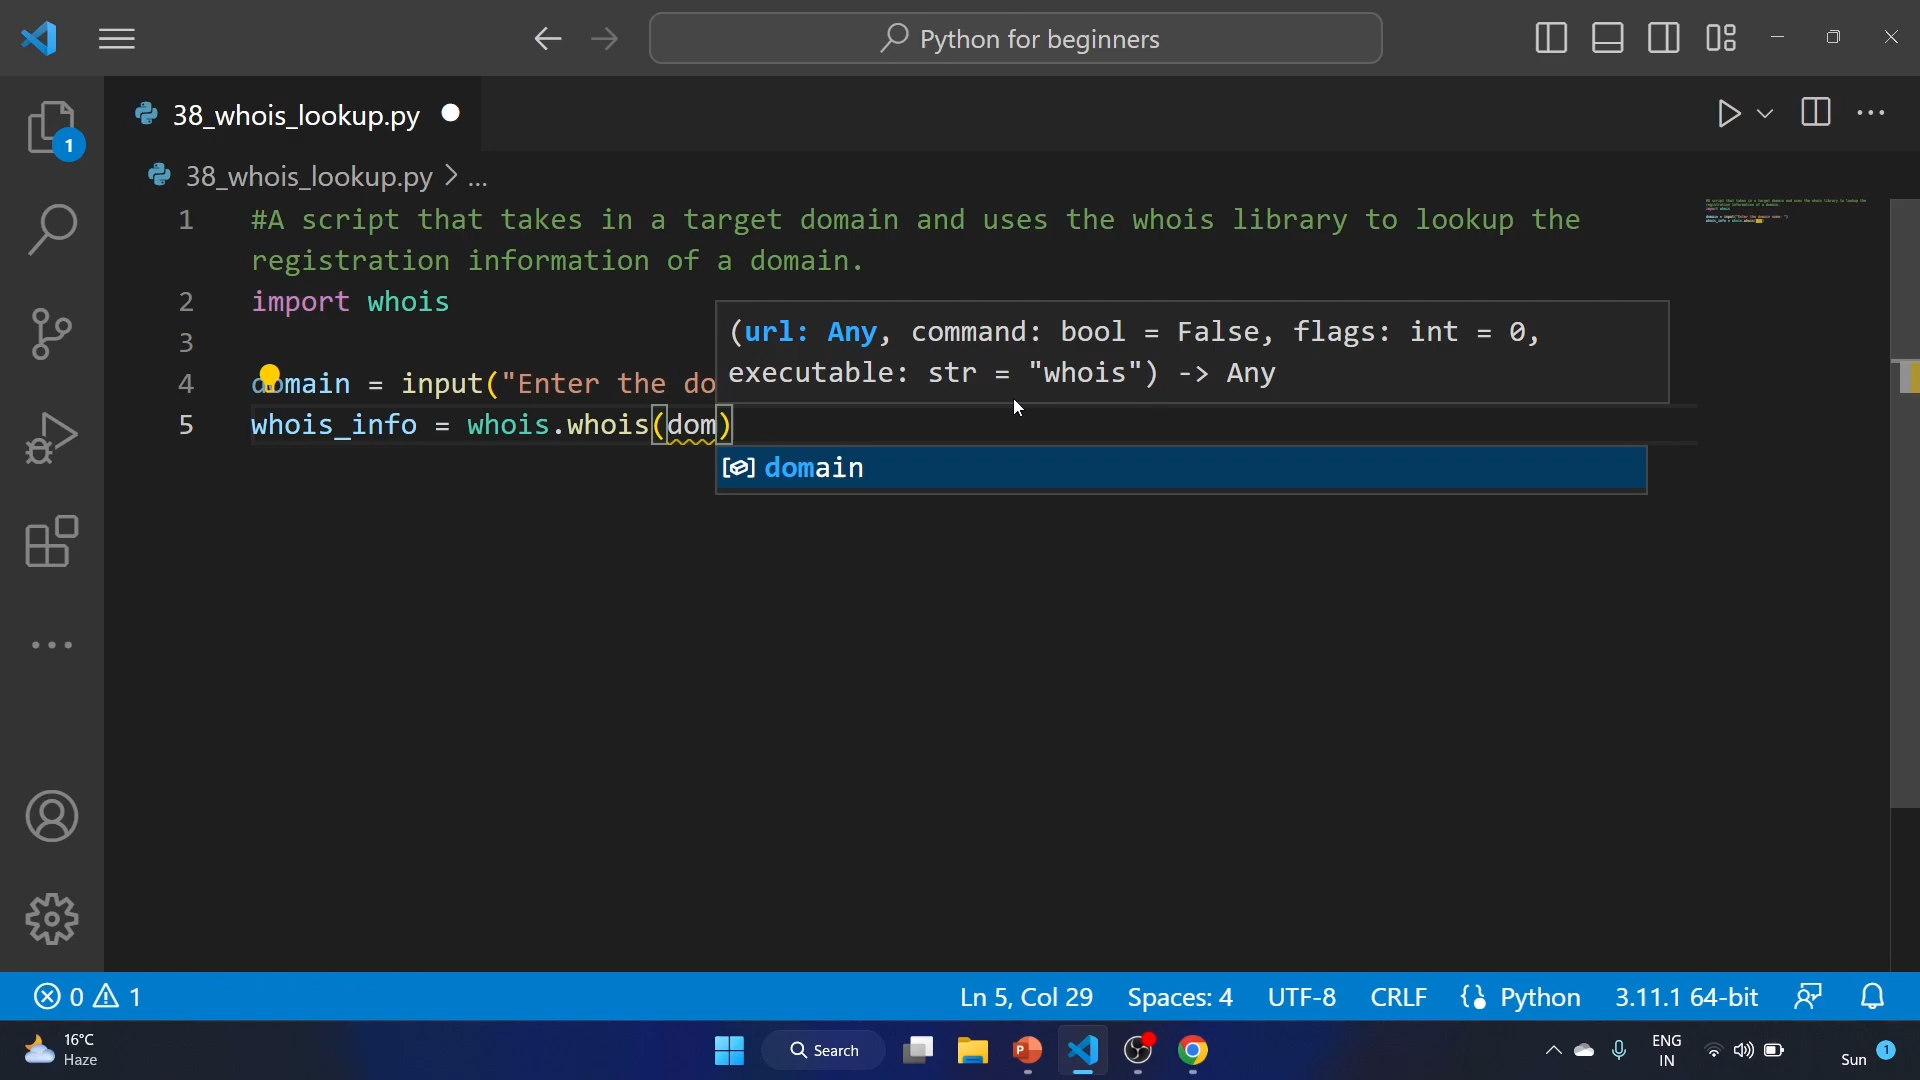 Python for beginners
38_whois_lookup.py
1
38_whois_lookup.py > ...
1 #A script that takes in a target domain and uses the whois library to lookup the
registration information of a domain.
2 import whois
(url: Any, command: bool = False, flags: int = 0,
3
executable: str = "whois") -> Any
4 domain = input("Enter the do
5 whois_info = whois.whois(dom)
domain
0 1
Ln 5, Col 29 Spaces: 4 UTF-8 CRLF {} Python 3.11.1 64-bit
16°C
Haze
Search
ENG
IN
Sun 1